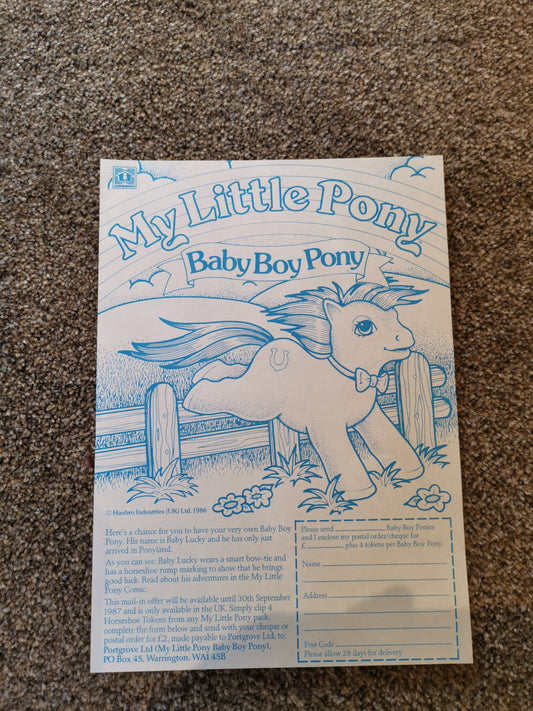 My Little Pony
Baby Boy Pony
© Hasbro Industries (UK) Ltd. 1986
Here's a chance for you to have your very own Baby Boy
Pony. His name is Baby Lucky and he has only just
arrived in Ponyland.
As you can see, Baby Lucky wears a smart bow-tie and
has a horseshoe rump marking to show that he brings
good luck. Read about his adventures in the My Little
Pony Comic.
This mail-in offer will be available until 30th September
1987 and is only available in the UK. Simply clip 4
Horseshoe Tokens from any My Little Pony pack,
complete the form below and send with your cheque or
postal order for £2, made payable to Portgrove Ltd, to:
Portgrove Ltd (My Little Pony Baby Boy Pony),
PO Box 45, Warrington, WA1 45B
Please send Baby Boy Ponies
and I enclose my postal order/cheque for
£ plus 4 tokens per Baby Boy Pony.
Name
Address
Post Code
Please allow 28 days for delivery